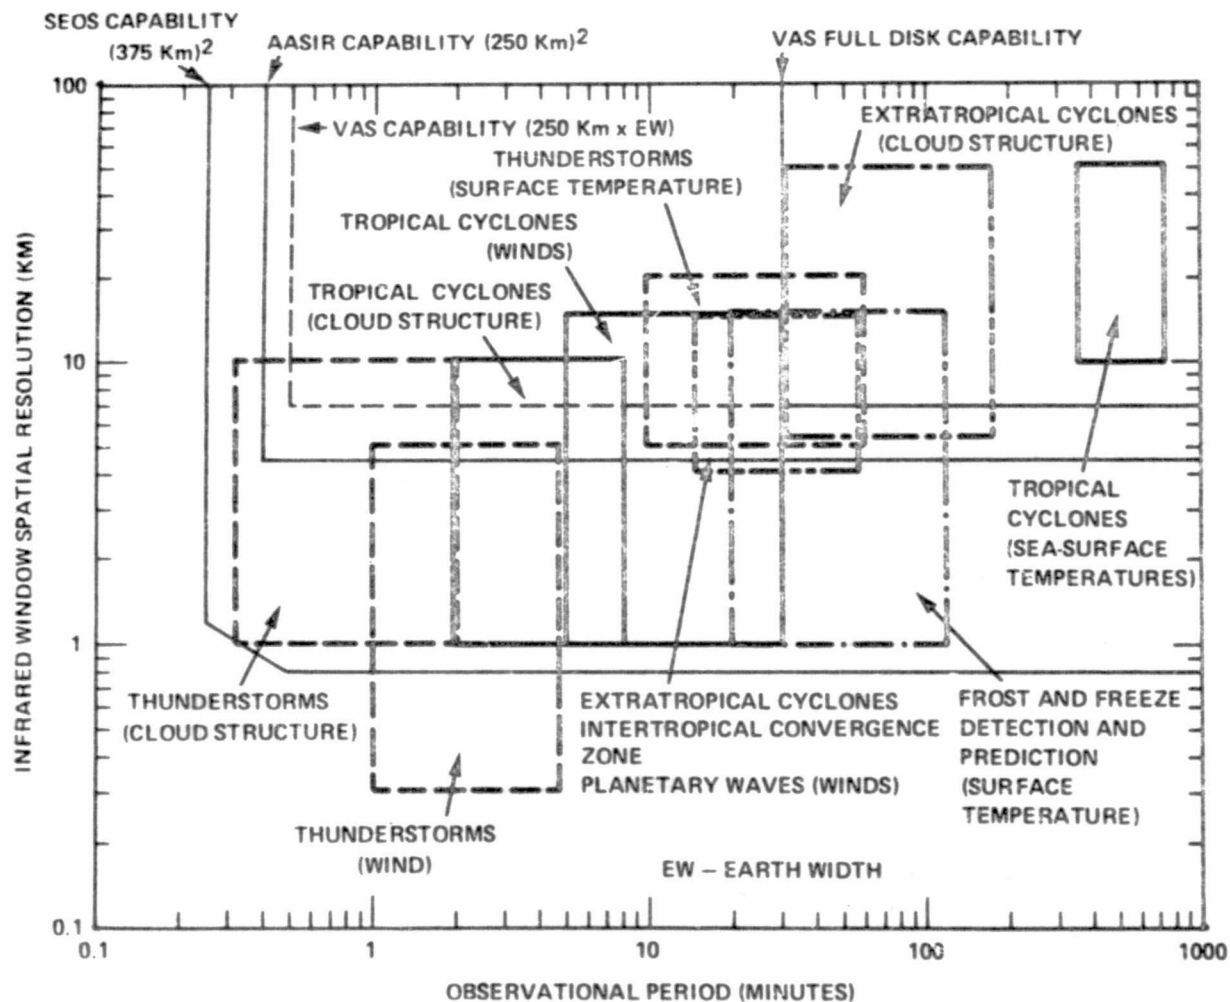 SEOS CAPABILITY
(375 Km)2
AASIR CAPABILITY (250 Km)2
VAS FULL DISK CAPABILITY
100
VAS CAPABILITY (250 Km x EW)
EXTRATROPICAL CYCLONES
(CLOUD STRUCTURE)
THUNDERSTORMS
(SURFACE TEMPERATURE)
TROPICAL CYCLONES
(WINDS)
TROPICAL CYCLONES
(CLOUD STRUCTURE)
10
INFRARED WINDOW SPATIAL RESOLUTION (KM)
TROPICAL
CYCLONES
(SEA-SURFACE
TEMPERATURES)
1
THUNDERSTORMS
(CLOUD STRUCTURE)
EXTRATROPICAL CYCLONES
INTERTROPICAL CONVERGENCE
ZONE
PLANETARY WAVES (WINDS)
FROST AND FREEZE
DETECTION AND
PREDICTION
(SURFACE
TEMPERATURE)
THUNDERSTORMS
(WIND)
EW – EARTH WIDTH
0.1
0.1 1 10 100 1000
OBSERVATIONAL PERIOD (MINUTES)